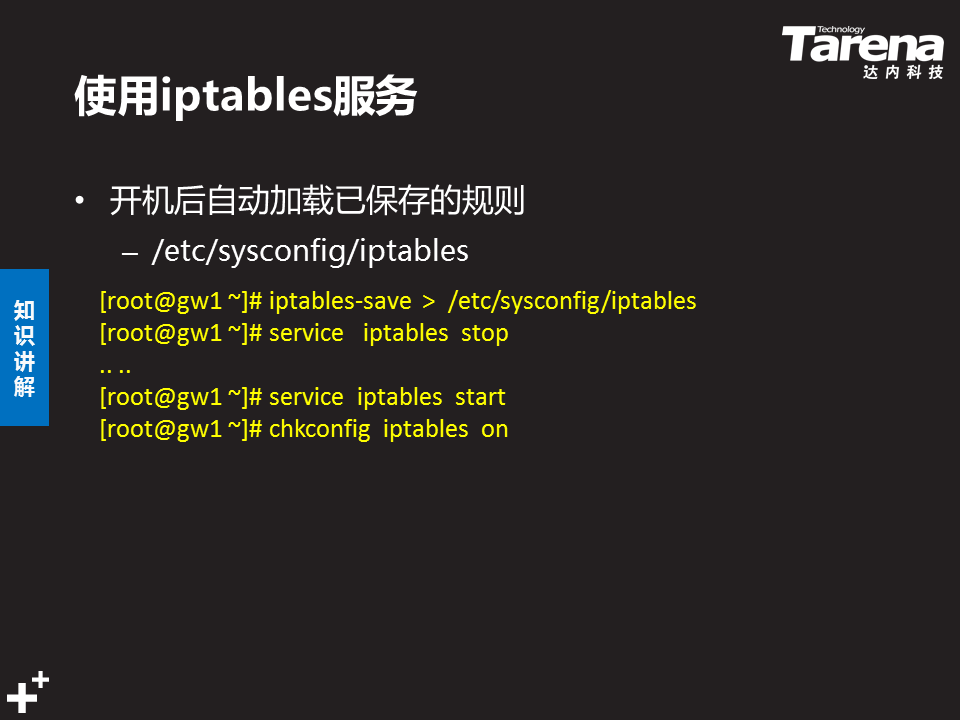 Technology
Tarena
达内科技
使用iptables服务
• 开机后自动加载已保存的规则
– /etc/sysconfig/iptables
[root@gw1 ~]# iptables-save > /etc/sysconfig/iptables
[root@gw1 ~]# service iptables stop
.. ..
[root@gw1 ~]# service iptables start
[root@gw1 ~]# chkconfig iptables on
知
识
讲
解